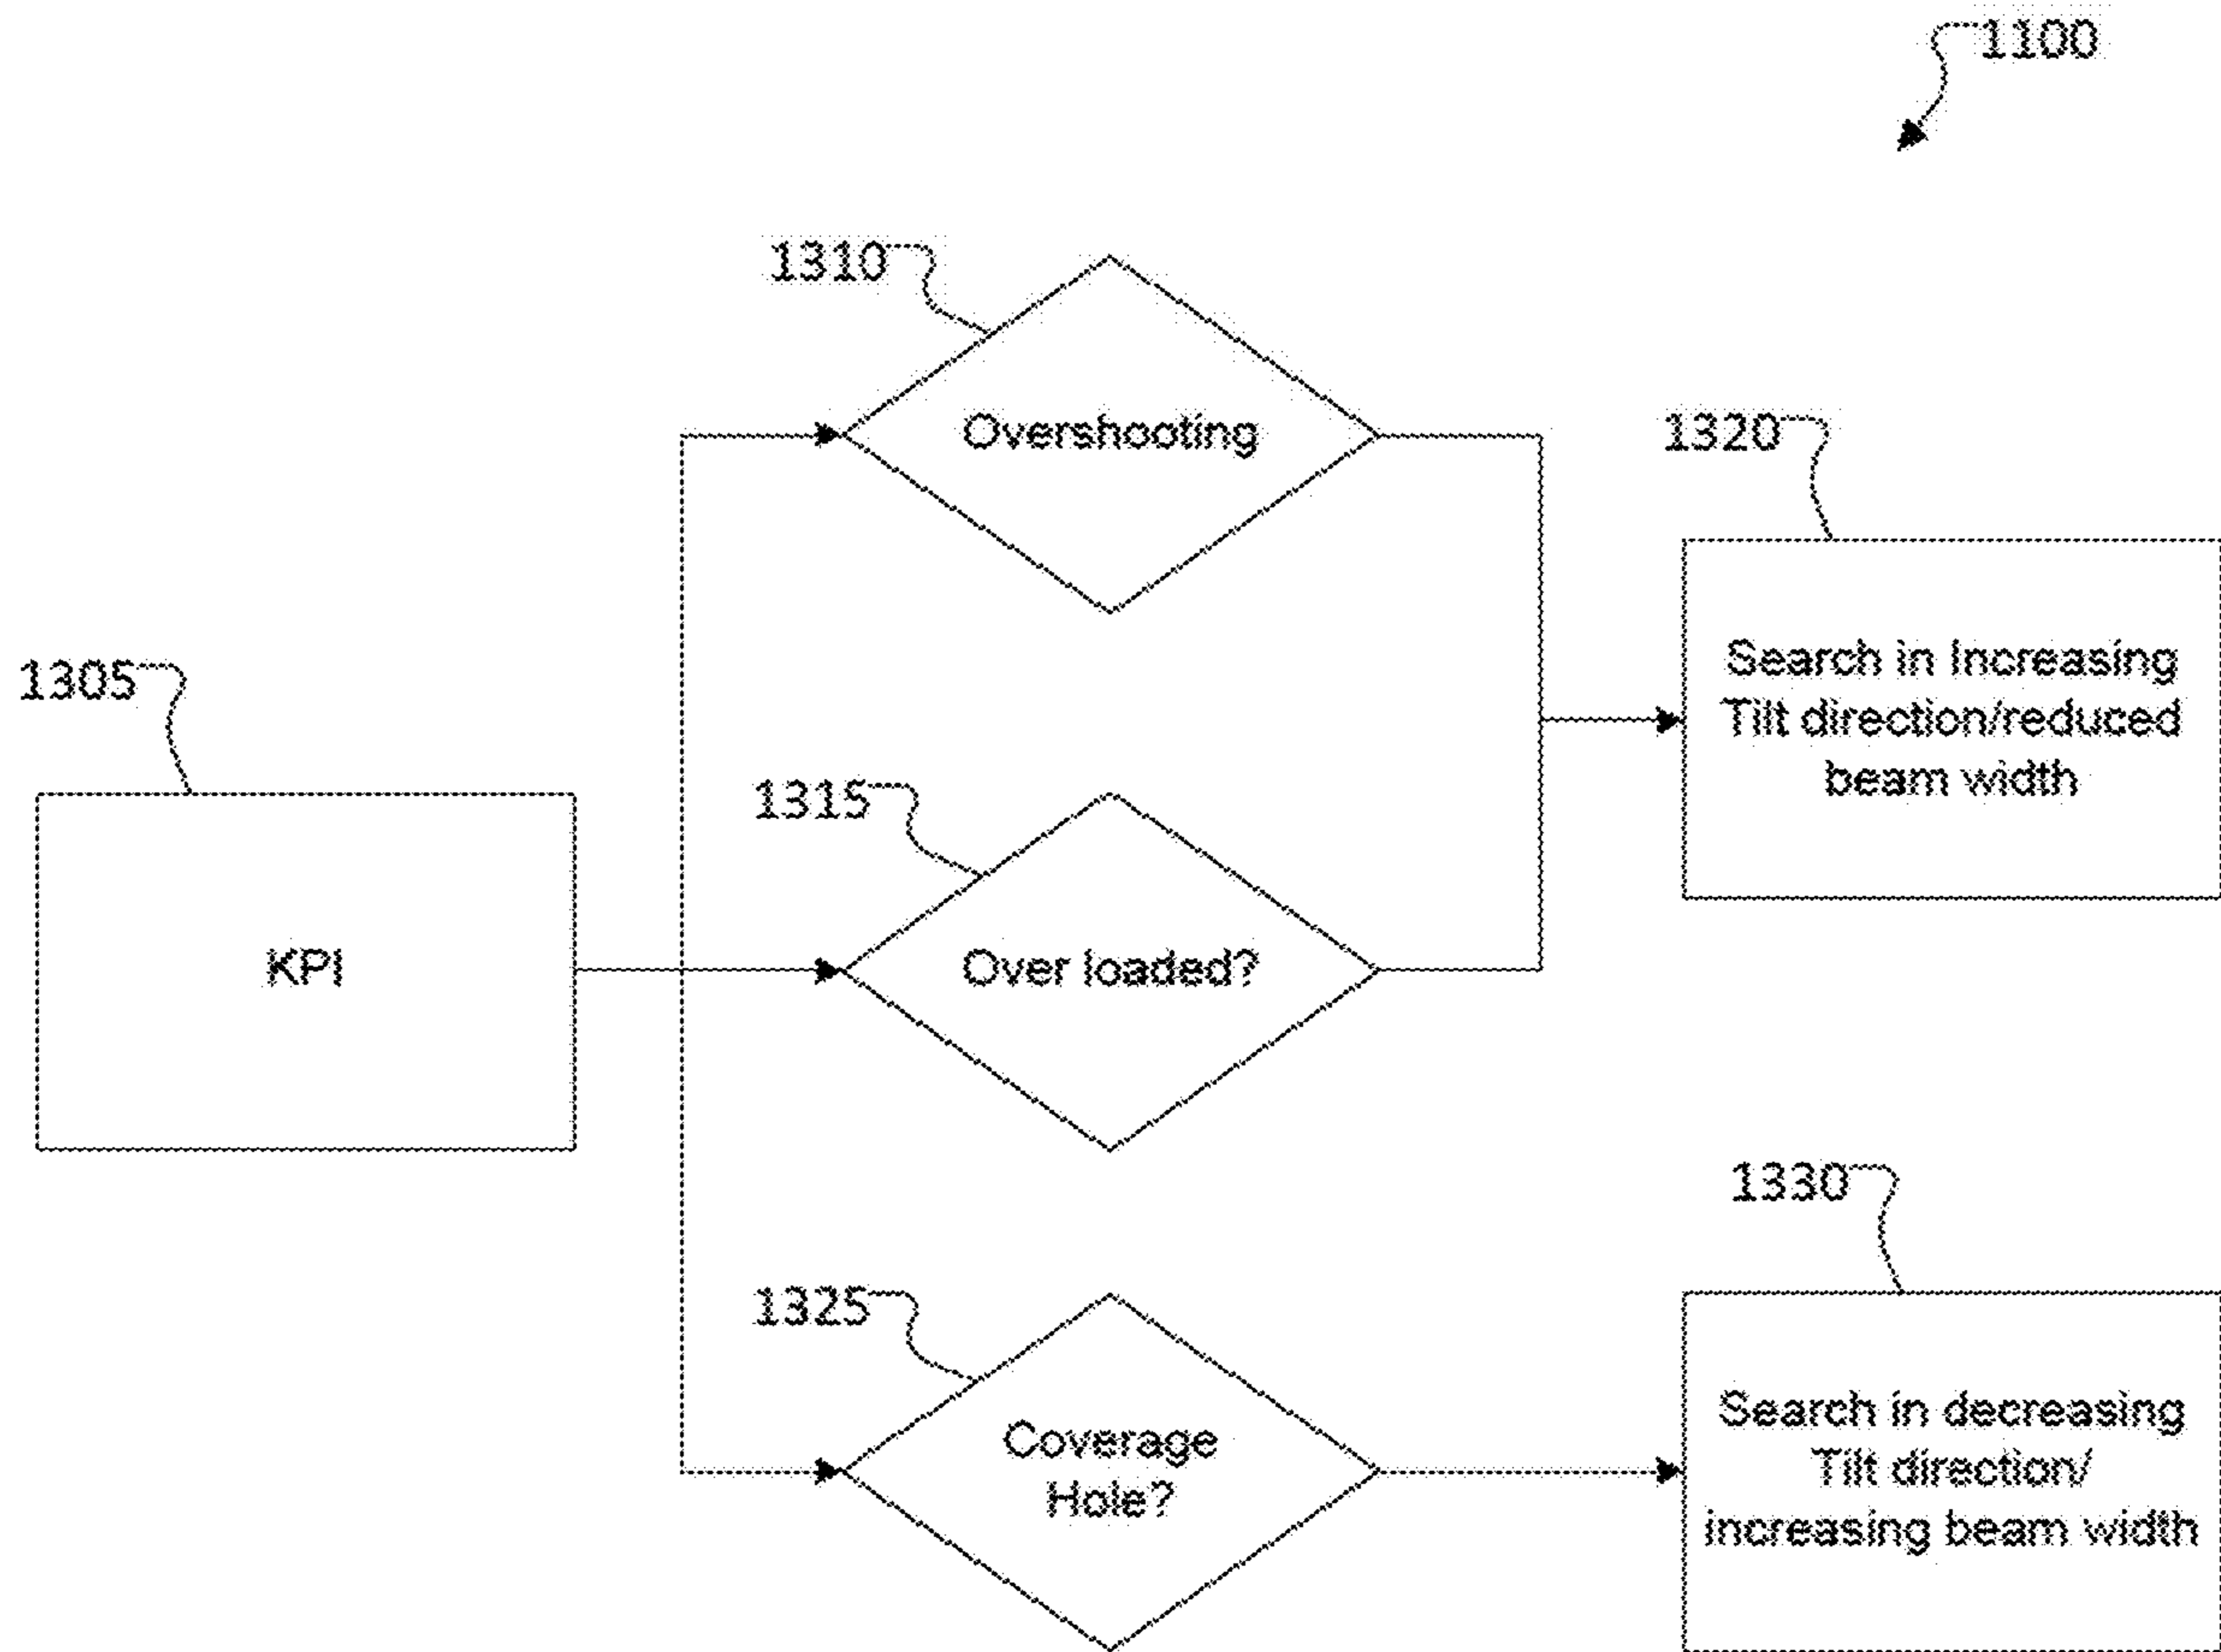 1100
1310
Overshooting
1320
Search in Increasing
Tilt direction/reduced
beam width
1305
KPI
1315
Over loaded?
1330
1325
Coverage
Hole?
Search in decreasing
Tilt direction/
increasing beam width